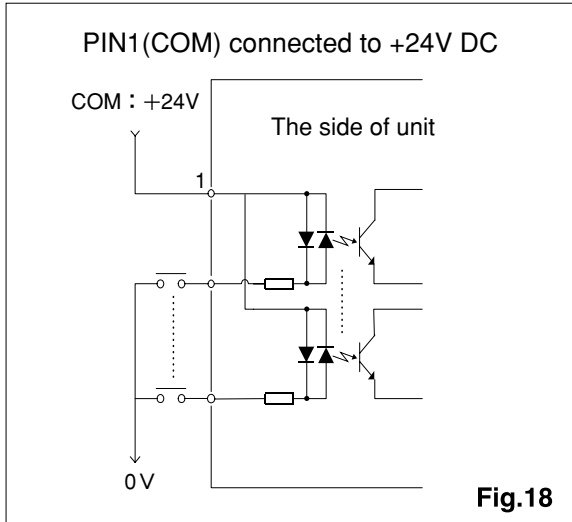 PIN1(COM) connected to +24V DC
COM：+24V
The side of unit
1
0V
Fig.18